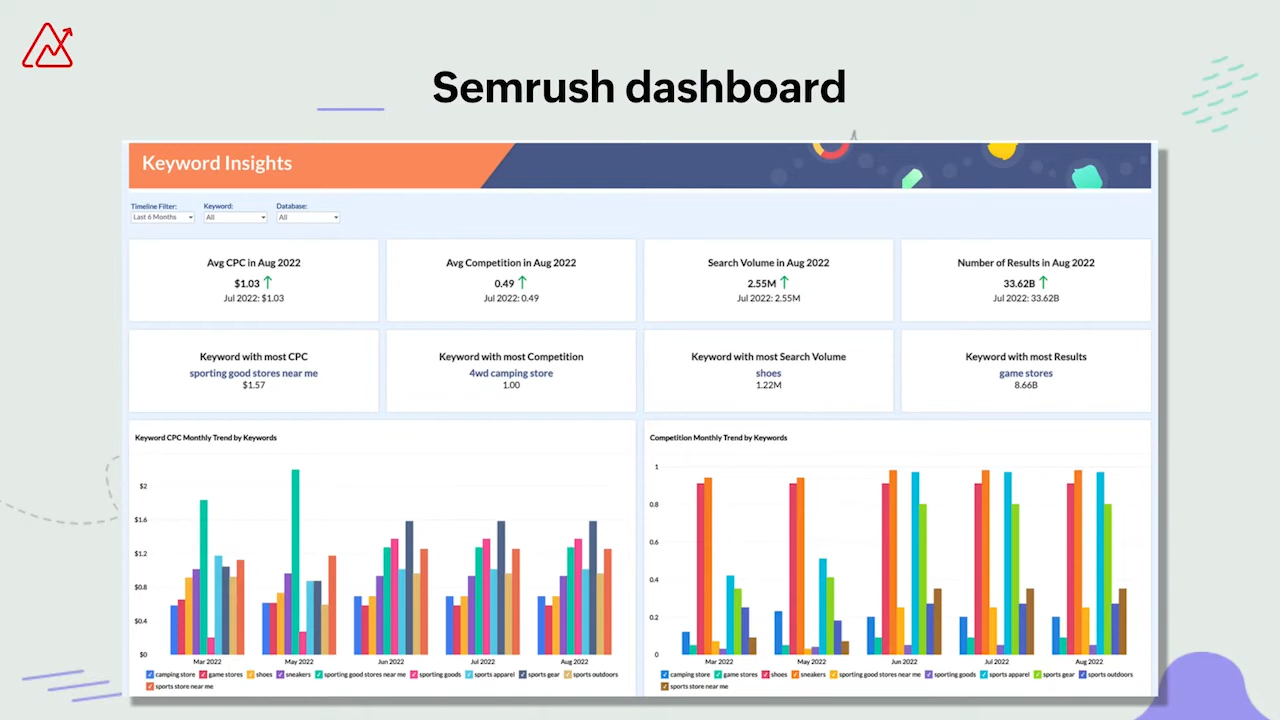 Semrush dashboard
Keyword Insights
Timeline Filter: Keyword: Database:
Last 6 Months All All
Avg CPC in Aug 2022
$1.03
Jul 2022: $1.03
Avg Competition in Aug 2022
0.49
Jul 2022: 0.49
Search Volume in Aug 2022
2.55M
Jul 2022: 2.55M
Number of Results in Aug 2022
33.62B
Jul 2022: 33.62B
Keyword with most CPC
sporting good stores near me
$1.57
Keyword with most Competition
4wd camping store
1.00
Keyword with most Search Volume
shoes
1.22M
Keyword with most Results
game stores
8.66B
Keyword CPC Monthly Trend by Keywords
$2
$1.6
$1.2
$0.8
$0.4
$0
Mar 2022 May 2022 Jun 2022 Jul 2022 Aug 2022
camping store game stores shoes sneakers sporting good stores near me sporting goods sports apparel sports gear sports outdoors
sports store near me
Competition Monthly Trend by Keywords
1
0.8
0.6
0.4
0.2
0
Mar 2022 May 2022 Jun 2022 Jul 2022 Aug 2022
camping store game stores shoes sneakers sporting good stores near me sporting goods sports apparel sports gear sports outdoors
sports store near me